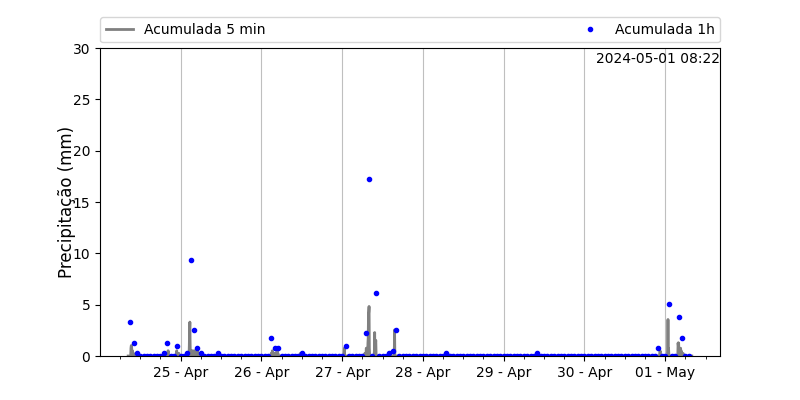 Acumulada 5 min
Acumulada 1h
2024-05-01 08:22
Precipitação (mm)
30
25
20
15
10
5
0
25 - Apr
26 - Apr
27 - Apr
28 - Apr
29 - Apr
30 - Apr
01 - May